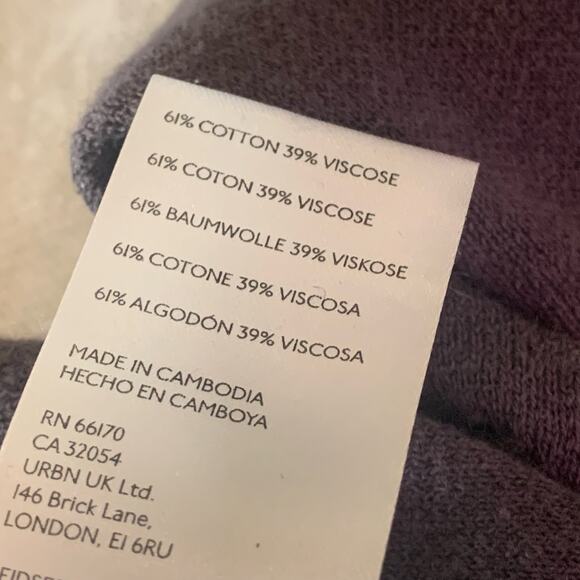 61% COTTON 39% VISCOSE
61% COTON 39% VISCOSE
61% BAUMWOLLE 39% VISKOSE
61% COTONE 39% VISCOSA
61% ALGODÓN 39% VISCOSA
MADE IN CAMBODIA
HECHO EN CAMBOYA
RN 66170
CA 32054
URBN UK Ltd.
146 Brick Lane,
LONDON, E1 6RU